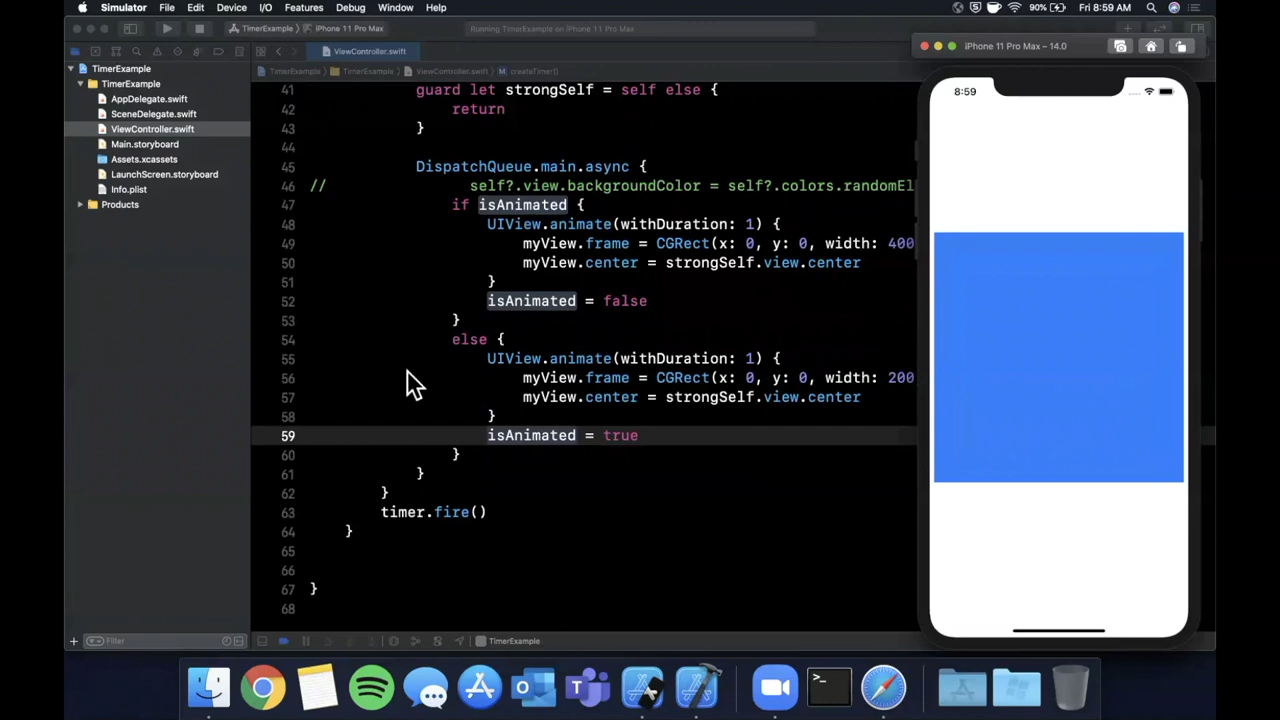 Simulator File Edit Device I/O Features Debug Window Help 90% Fri 8:59 AM
TimerExample iPhone 11 Pro Max Running TimerExample on iPhone 11 Pro Max
iPhone 11 Pro Max – 14.0
ViewController.swift
TimerExample TimerExample ViewController.swift M createTimer()
TimerExample
TimerExample
AppDelegate.swift
SceneDelegate.swift
ViewController.swift
Main.storyboard
Assets.xcassets
LaunchScreen.storyboard
Info.plist
Products
41 guard let strongSelf = self else {
42 return
43 }
44
45 DispatchQueue.main.async {
46 // self?.view.backgroundColor = self?.colors.randomEl
47 if isAnimated {
48 UIView.animate(withDuration: 1) {
49 myView.frame = CGRect(x: 0, y: 0, width: 400
50 myView.center = strongSelf.view.center
51 }
52 isAnimated = false
53 }
54 else {
55 UIView.animate(withDuration: 1) {
56 myView.frame = CGRect(x: 0, y: 0, width: 200
57 myView.center = strongSelf.view.center
58 }
59 isAnimated = true
60 }
61 }
62 }
63 timer.fire()
64 }
65
66
67 }
68
8:59
Filter
TimerExample